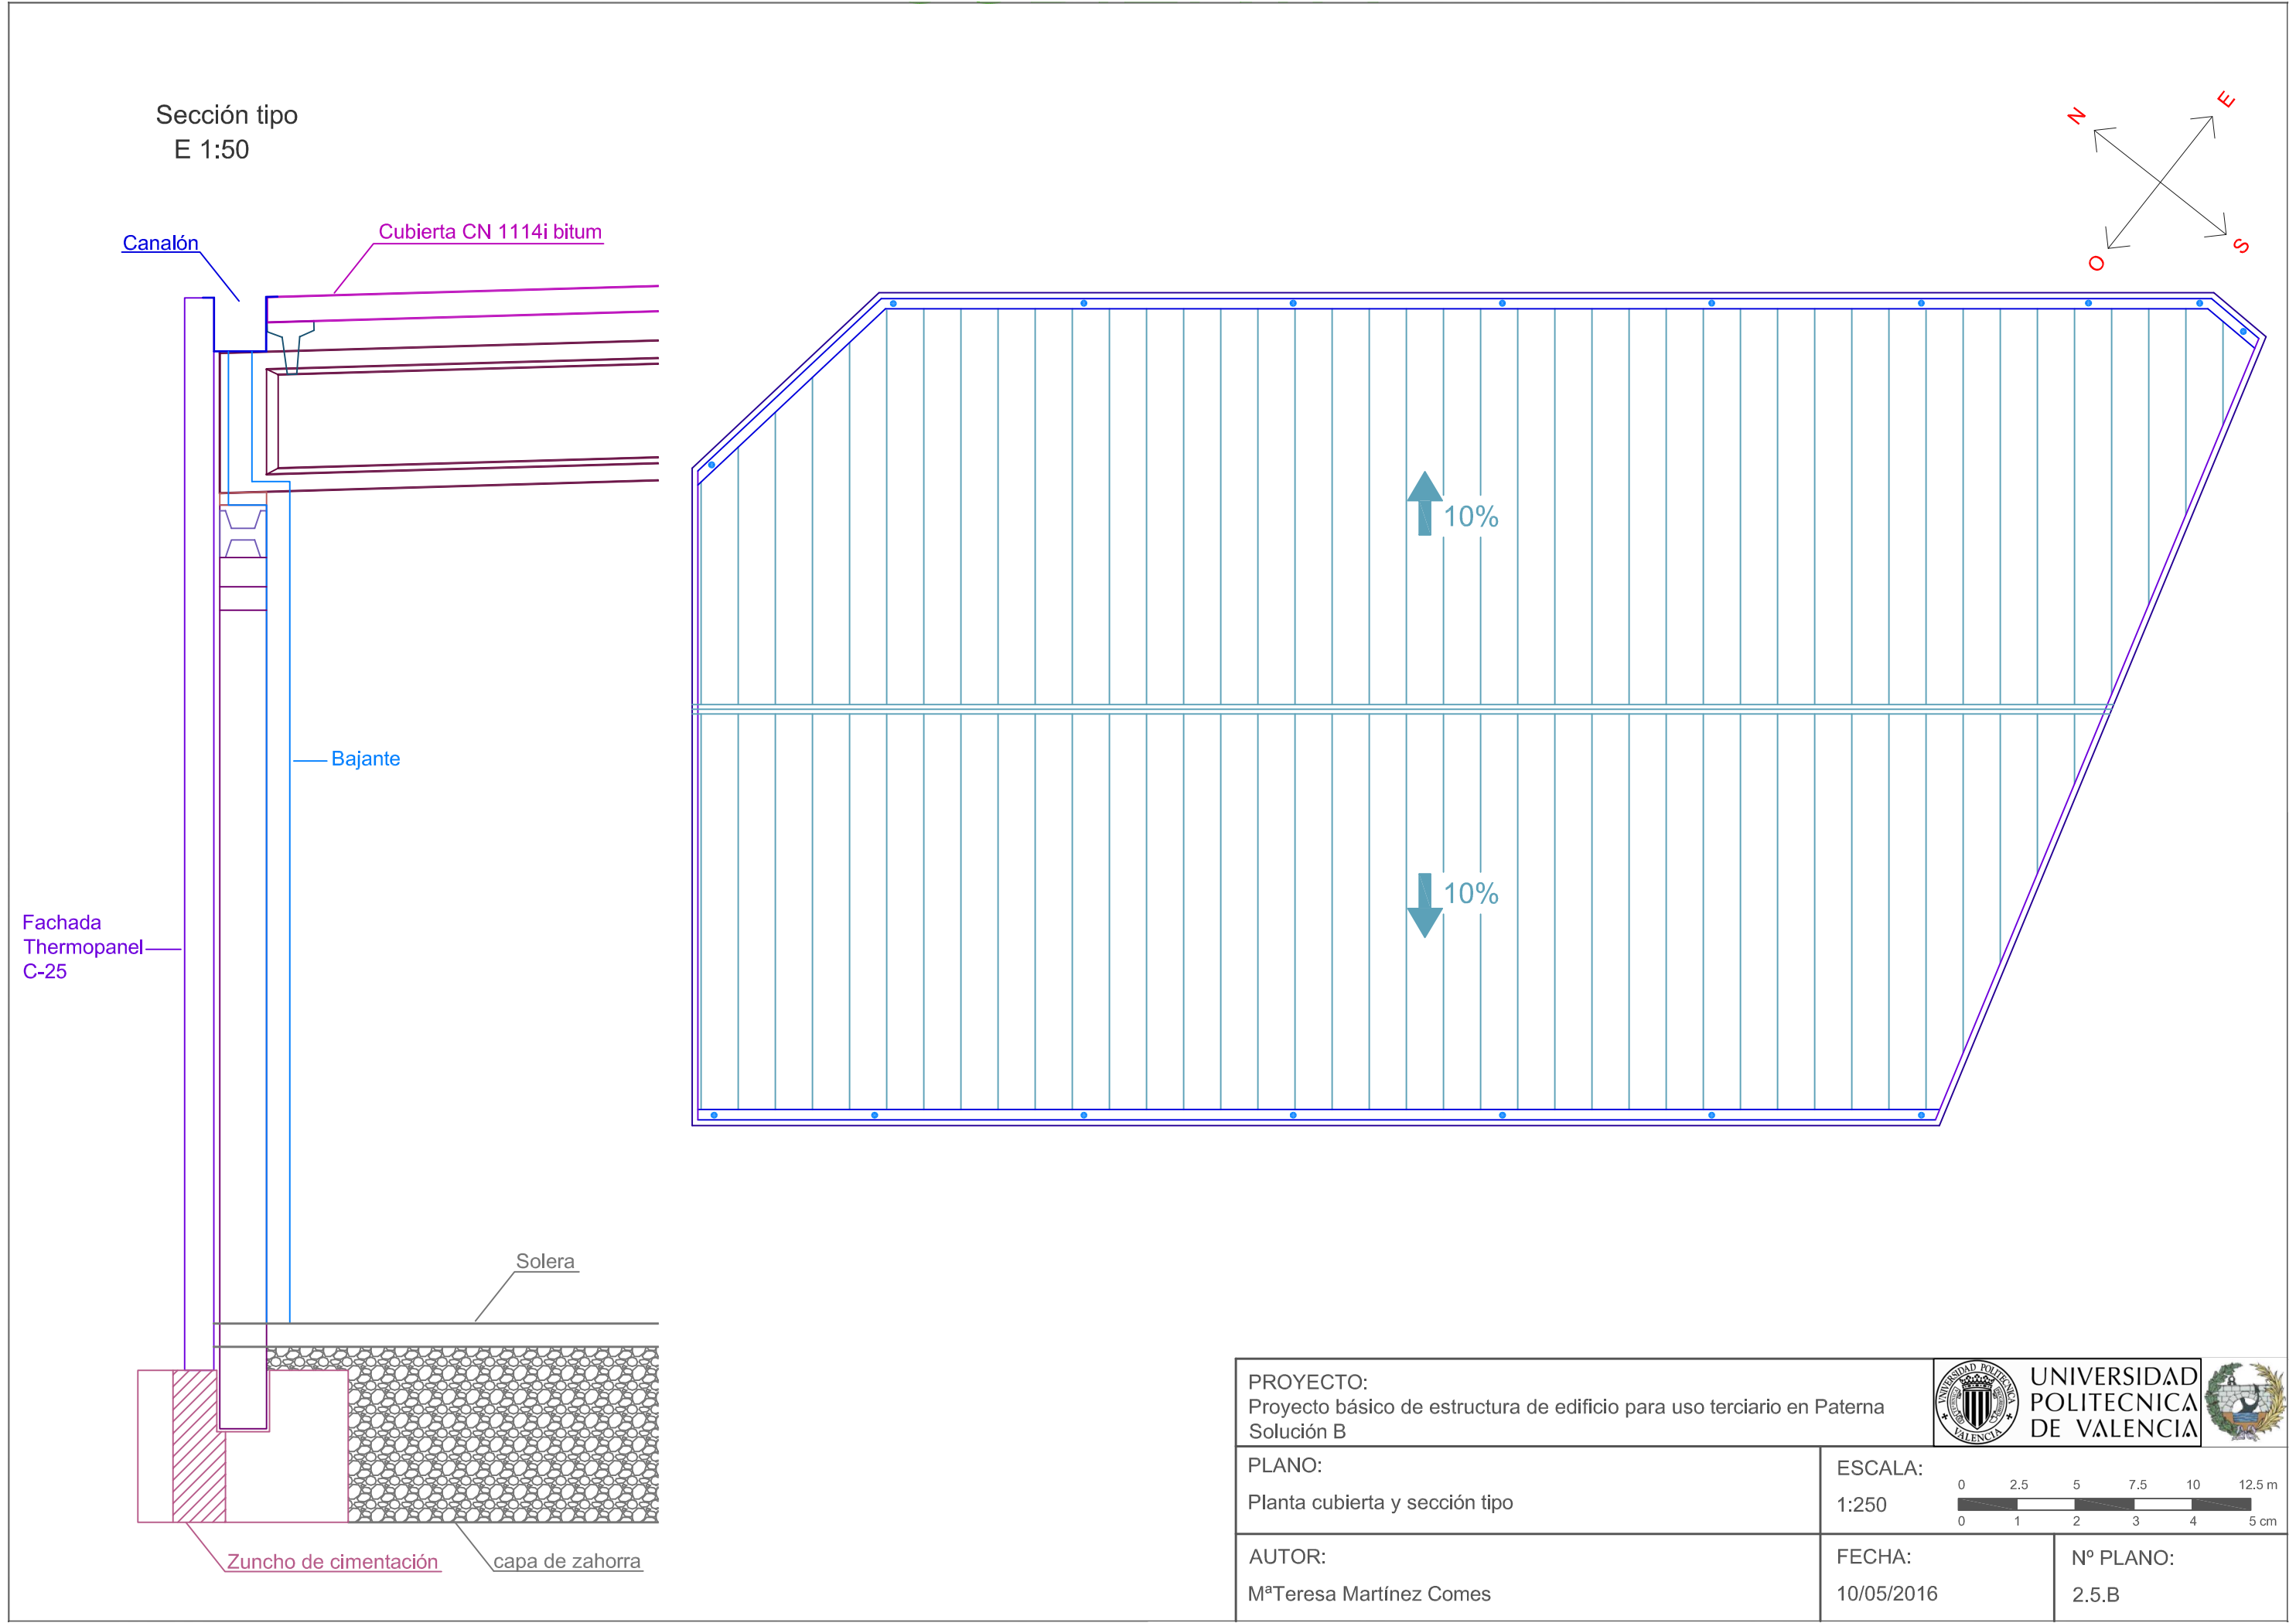 Sección tipo
E 1:50
Canalón
Cubierta CN 1114i bitum
Bajante
Fachada
Thermopanel
C-25
Solera
Zuncho de cimentación
capa de zahorra
N
E
O
S
10%
10%
PROYECTO:
Proyecto básico de estructura de edificio para uso terciario en Paterna
Solución B
UNIVERSIDAD POLITECNICA
VALENCIA
UNIVERSIDAD
POLITECNICA
DE VALENCIA
PLANO:
Planta cubierta y sección tipo
ESCALA:
1:250
0 2.5 5 7.5 10 12.5 m
0 1 2 3 4 5 cm
AUTOR:
MªTeresa Martínez Comes
FECHA:
10/05/2016
Nº PLANO:
2.5.B